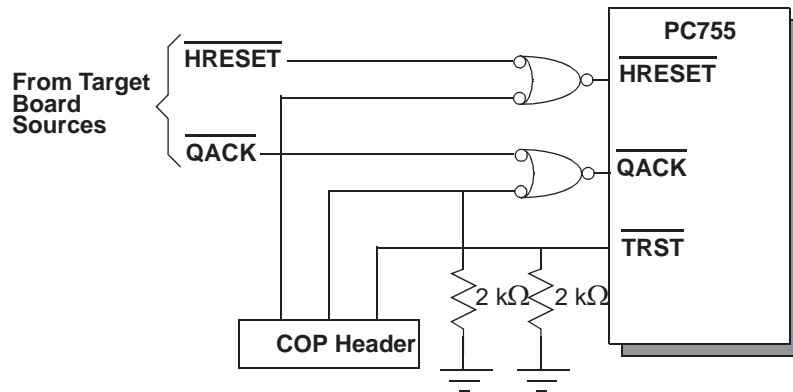 PC755
HRESET
HRESET
From Target
Board
Sources
QACK
QACK
TRST
2 kΩ
2 kΩ
COP Header